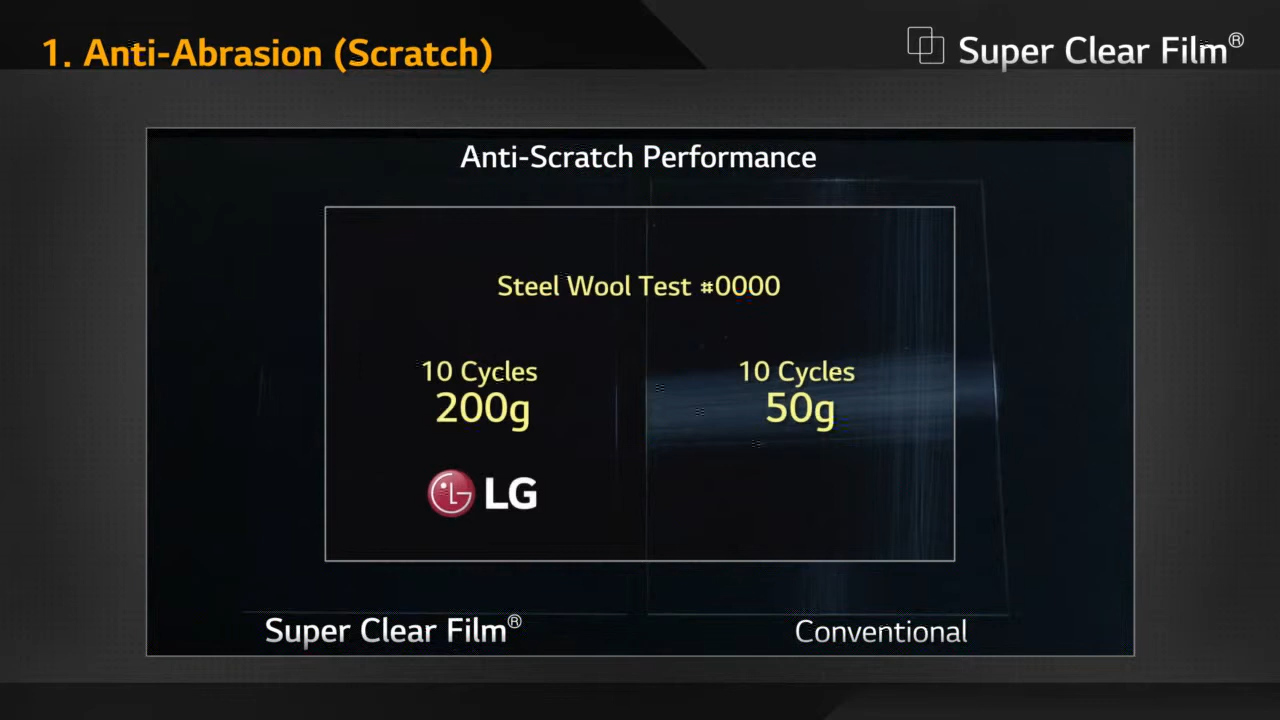 1. Anti-Abrasion (Scratch)
Super Clear Film®
Anti-Scratch Performance
Steel Wool Test #0000
10 Cycles
200g
10 Cycles
50g
LG
Super Clear Film®
Conventional